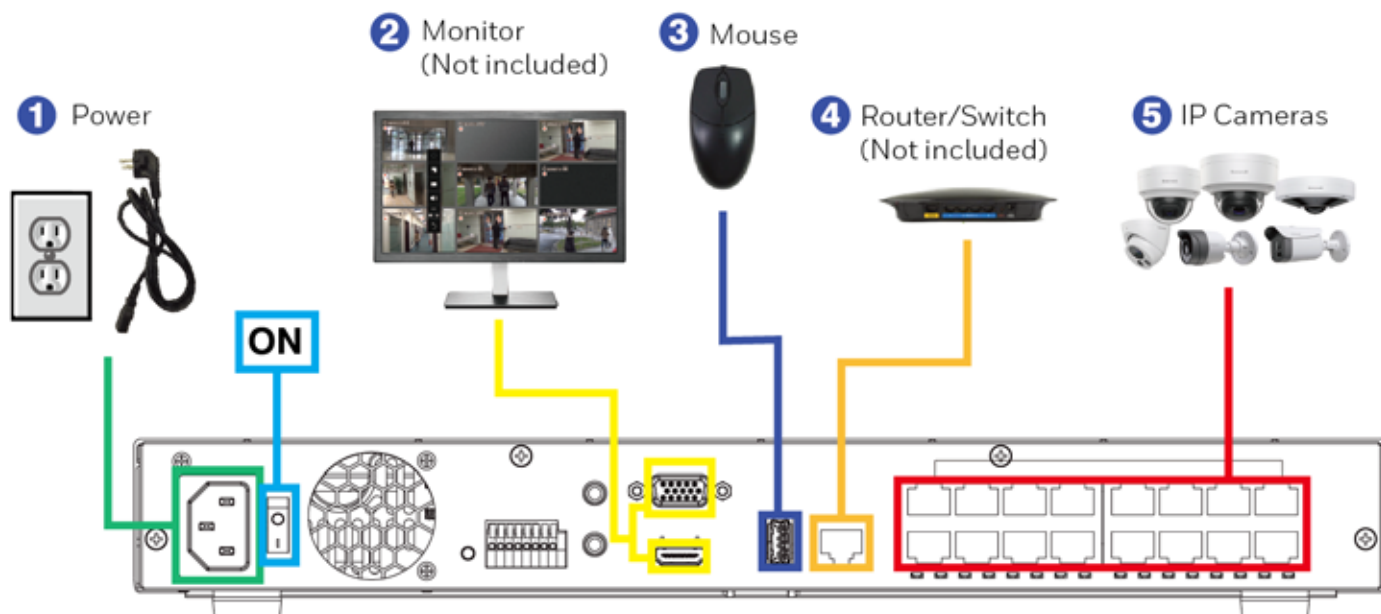 1 Power
2 Monitor
(Not included)
3 Mouse
4 Router/Switch
(Not included)
5 IP Cameras
ON